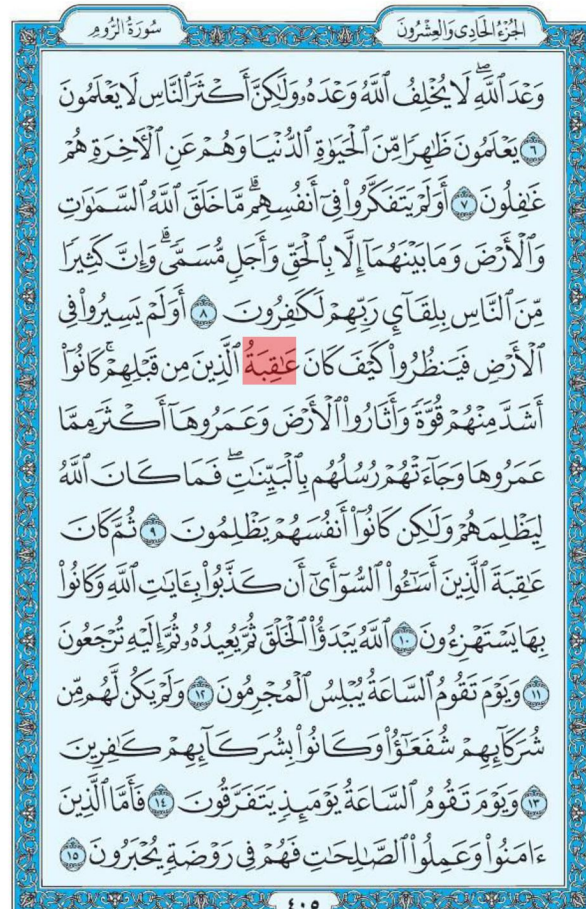 سُورَةُ الرُّومِ
الجُزْءُ الحَادِى وَالعِشْرُونَ
وَعْدَ ٱللَّهِۖ لَا يُخْلِفُ ٱللَّهُ وَعْدَهُۥ وَلَٰكِنَّ أَكْثَرَ ٱلنَّاسِ لَا يَعْلَمُونَ
٦ يَعْلَمُونَ ظَٰهِرًا مِّنَ ٱلْحَيَوٰةِ ٱلدُّنْيَا وَهُمْ عَنِ ٱلْأَخِرَةِ هُمْ
غَٰفِلُونَ ٧ أَوَلَمْ يَتَفَكَّرُوا۟ فِىٓ أَنفُسِهِمۗ مَّا خَلَقَ ٱللَّهُ ٱلسَّمَٰوَٰتِ
وَٱلْأَرْضَ وَمَا بَيْنَهُمَآ إِلَّا بِٱلْحَقِّ وَأَجَلٍ مُّسَمًّىۗ وَإِنَّ كَثِيرًا
مِّنَ ٱلنَّاسِ بِلِقَآئِ رَبِّهِمْ لَكَٰفِرُونَ ٨ أَوَلَمْ يَسِيرُوا۟ فِى
ٱلْأَرْضِ فَيَنظُرُوا۟ كَيْفَ كَانَ عَٰقِبَةُ ٱلَّذِينَ مِن قَبْلِهِمْۚ كَانُوٓا۟
أَشَدَّ مِنْهُمْ قُوَّةً وَأَثَارُوا۟ ٱلْأَرْضَ وَعَمَرُوهَآ أَكْثَرَ مِمَّا
عَمَرُوهَا وَجَآءَتْهُمْ رُسُلُهُم بِٱلْبَيِّنَٰتِۖ فَمَا كَانَ ٱللَّهُ
لِيَظْلِمَهُمْ وَلَٰكِن كَانُوٓا۟ أَنفُسَهُمْ يَظْلِمُونَ ٩ ثُمَّ كَانَ
عَٰقِبَةَ ٱلَّذِينَ أَسَٰٓـُٔوا۟ ٱلسُّوٓأَىٰٓ أَن كَذَّبُوا۟ بِـَٔايَٰتِ ٱللَّهِ وَكَانُوا۟
بِهَا يَسْتَهْزِءُونَ ١٠ ٱللَّهُ يَبْدَؤُا۟ ٱلْخَلْقَ ثُمَّ يُعِيدُهُۥ ثُمَّ إِلَيْهِ تُرْجَعُونَ
١١ وَيَوْمَ تَقُومُ ٱلسَّاعَةُ يُبْلِسُ ٱلْمُجْرِمُونَ ١٢ وَلَمْ يَكُن لَّهُم مِّن
شُرَكَآئِهِمْ شُفَعَٰٓؤُا۟ وَكَانُوا۟ بِشُرَكَآئِهِمْ كَٰفِرِينَ
١٣ وَيَوْمَ تَقُومُ ٱلسَّاعَةُ يَوْمَئِذٍ يَتَفَرَّقُونَ ١٤ فَأَمَّا ٱلَّذِينَ
ءَامَنُوا۟ وَعَمِلُوا۟ ٱلصَّٰلِحَٰتِ فَهُمْ فِى رَوْضَةٍ يُحْبَرُونَ ١٥
٤٠٥